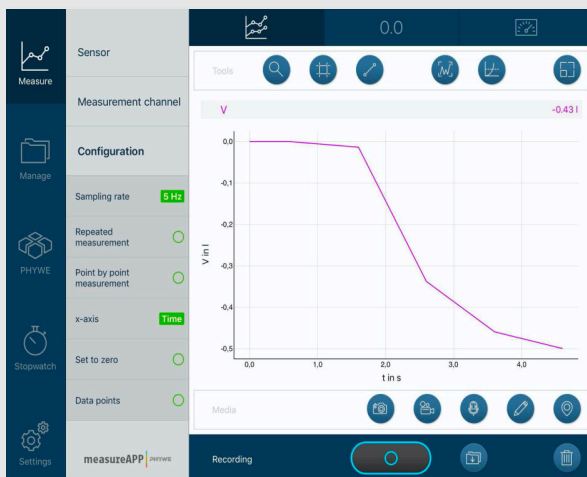 0.0
Measure
Sensor
Tools
Measurement channel
V
-0.43 l
Configuration
Manage
Sampling rate
5 Hz
Repeated
measurement
PHYWE
Point by point
measurement
x-axis
Time
Stopwatch
Set to zero
Data points
Settings
measureAPP PHYWE
0,0
-0,1
-0,2
-0,3
-0,4
-0,5
V in l
0,0
1,0
2,0
3,0
4,0
t in s
Media
Recording